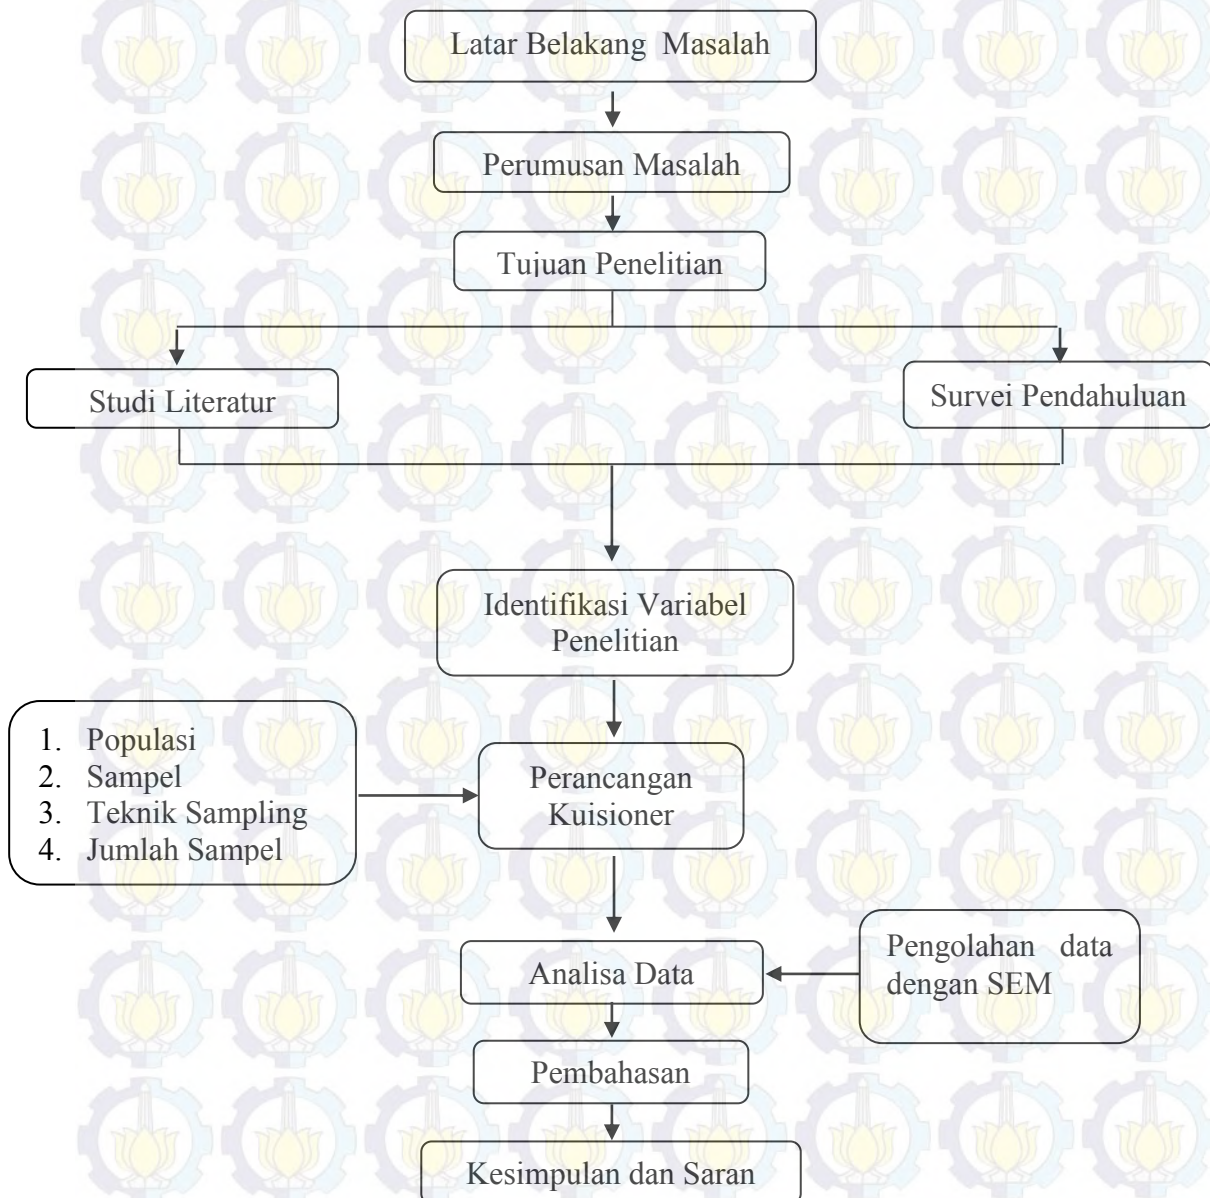 Latar Belakang Masalah
Perumusan Masalah
Tujuan Penelitian
Studi Literatur
Survei Pendahuluan
Identifikasi Variabel
Penelitian
1. Populasi
2. Sampel
3. Teknik Sampling
4. Jumlah Sampel
Perancangan
Kuisioner
Analisa Data
Pengolahan data
dengan SEM
Pembahasan
Kesimpulan dan Saran